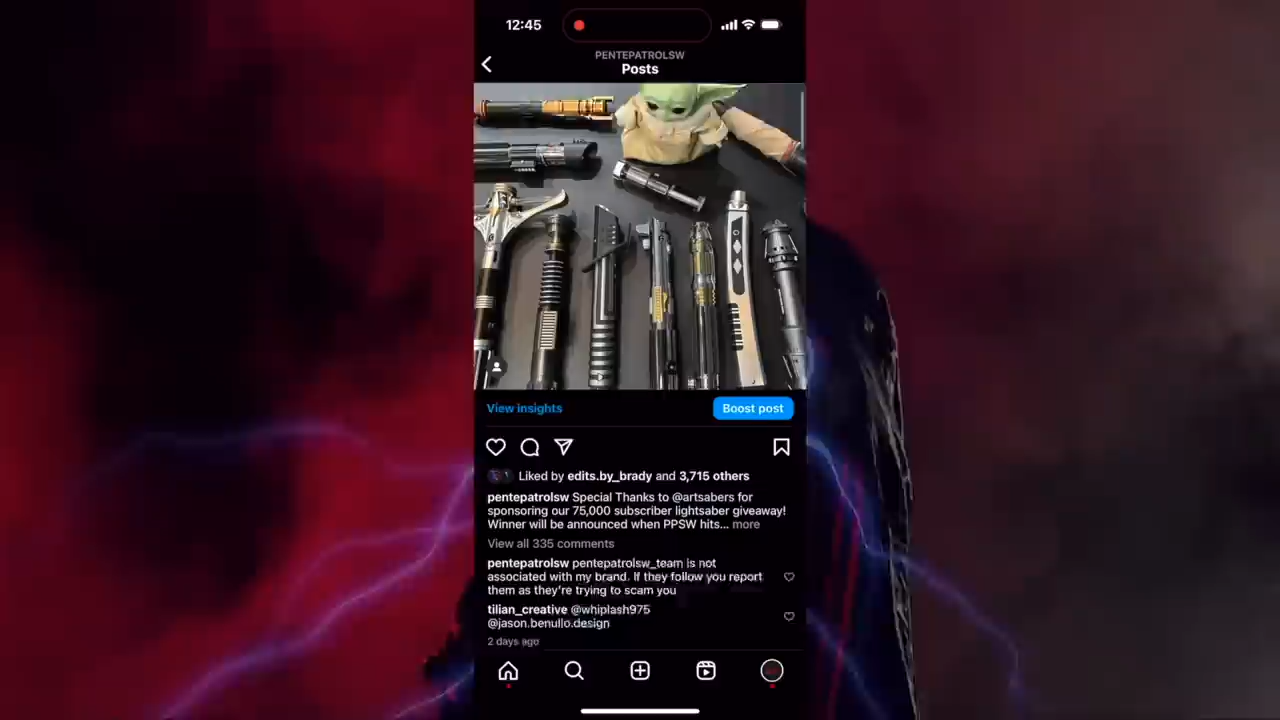 12:45
PENTEPATROLSW
Posts
View insights
Boost post
Liked by edits.by_brady and 3,715 others
pentepatrolsw Special Thanks to @artsabers for
sponsoring our 75,000 subscriber lightsaber giveaway!
Winner will be announced when PPSW hits... more
View all 335 comments
pentepatrolsw pentepatrolsw_team is not
associated with my brand. If they follow you report
them as they're trying to scam you
tilian_creative @whiplash975
@jason.benullo.design
2 days ago